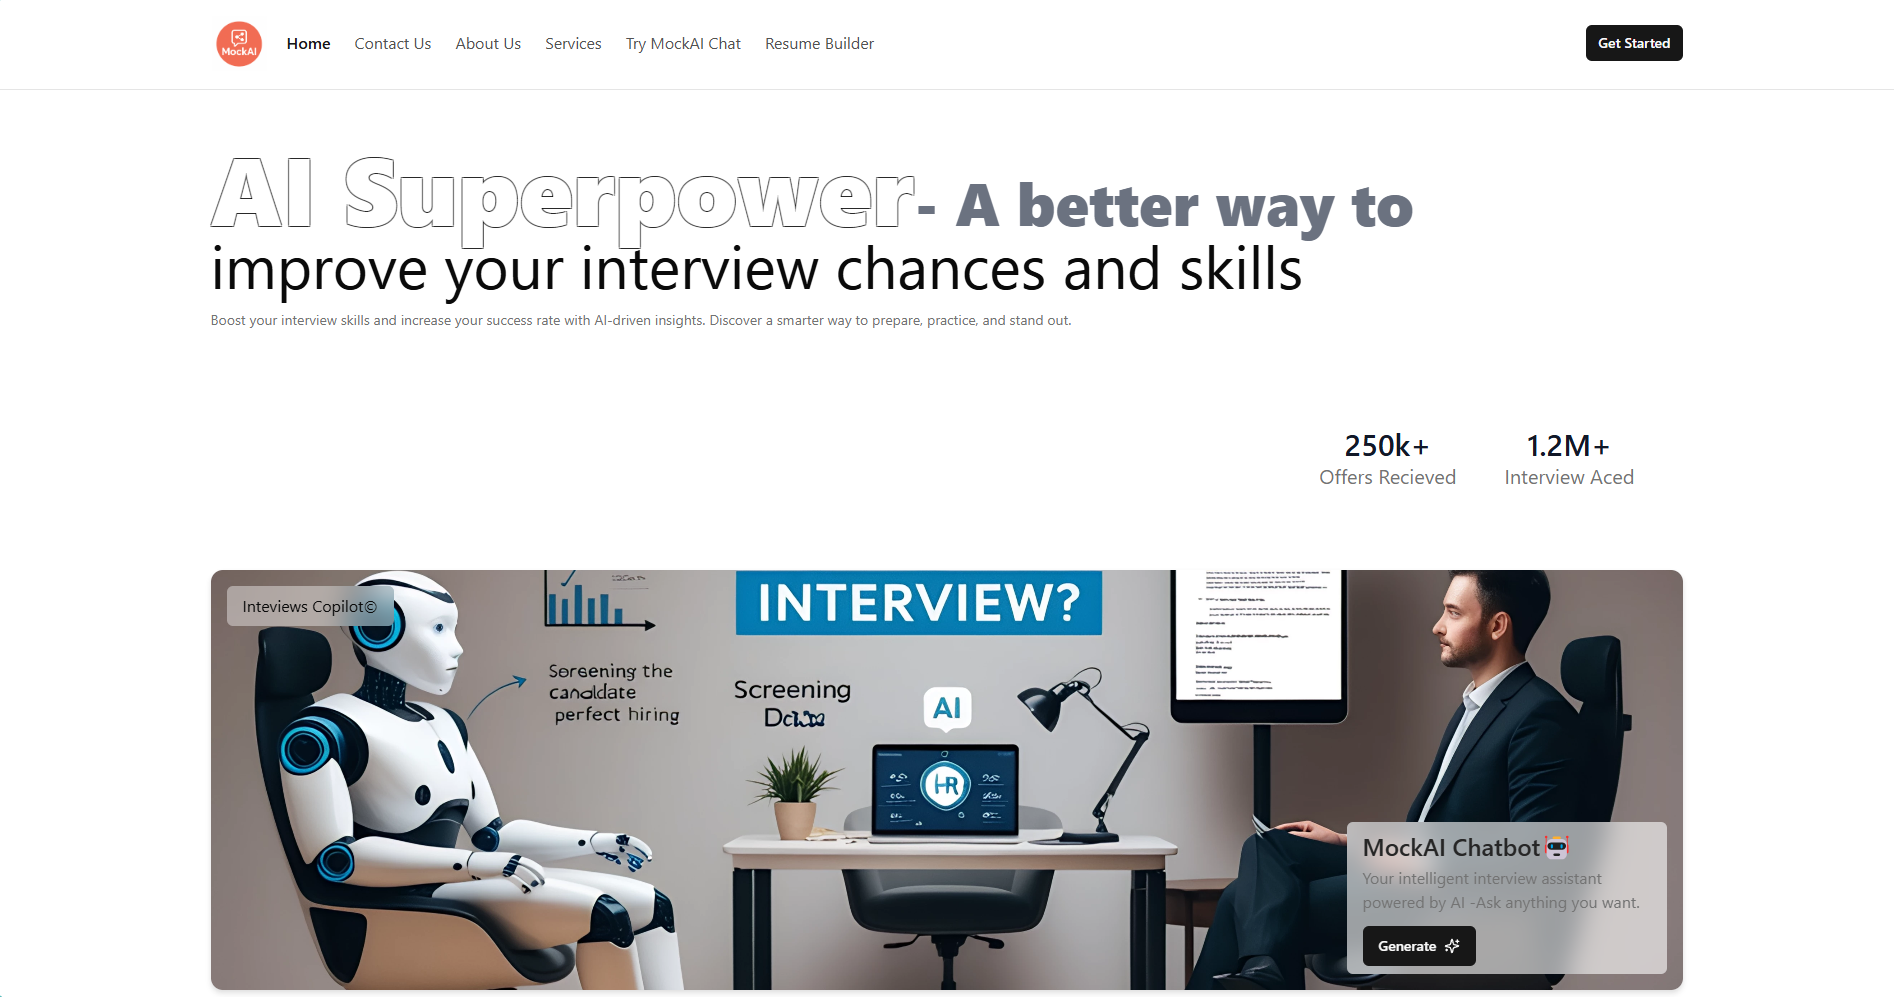 MockAI
Home
Contact Us
About Us
Services
Try MockAI Chat
Resume Builder
Get Started
AI Superpower- A better way to
improve your interview chances and skills
Boost your interview skills and increase your success rate with AI-driven insights. Discover a smarter way to prepare, practice, and stand out.
250k+
Offers Recieved
1.2M+
Interview Aced
Inteviews Copilot©
INTERVIEW?
Soreening the
perfect hiring
Screening
AI
HR
MockAI Chatbot
Your intelligent interview assistant
powered by AI -Ask anything you want.
Generate